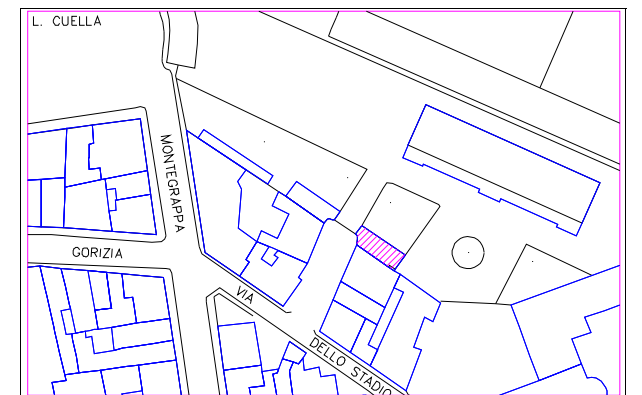 L. CUELLA
MONTEGRAPPA
GORIZIA
VIA
DELLO STADIO